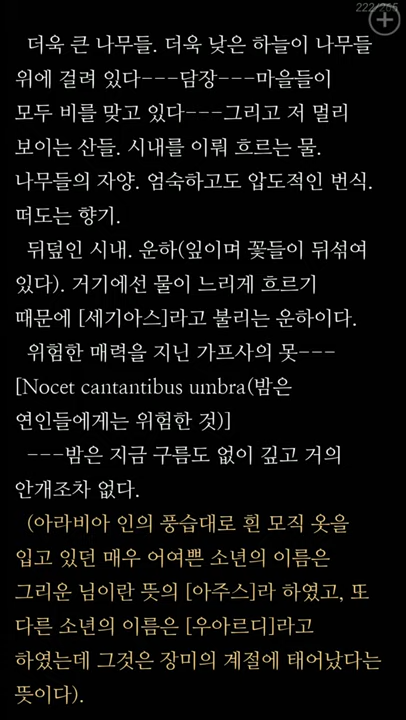 222/265
더욱 큰 나무들. 더욱 낮은 하늘이 나무들
위에 걸려 있다---담장---마을들이
모두 비를 맞고 있다---그리고 저 멀리
보이는 산들. 시내를 이뤄 흐르는 물.
나무들의 자양. 엄숙하고도 압도적인 번식.
떠도는 향기.
뒤덮인 시내. 운하(잎이며 꽃들이 뒤섞여
있다). 거기에선 물이 느리게 흐르기
때문에 [세기아스]라고 불리는 운하이다.
위험한 매력을 지닌 가프사의 못---
[Nocet cantantibus umbra(밤은
연인들에게는 위험한 것)]
---밤은 지금 구름도 없이 깊고 거의
안개조차 없다.
(아라비아 인의 풍습대로 흰 모직 옷을
입고 있던 매우 어여쁜 소년의 이름은
그리운 님이란 뜻의 [아주스]라 하였고, 또
다른 소년의 이름은 [우아르디]라고
하였는데 그것은 장미의 계절에 태어났다는
뜻이다).